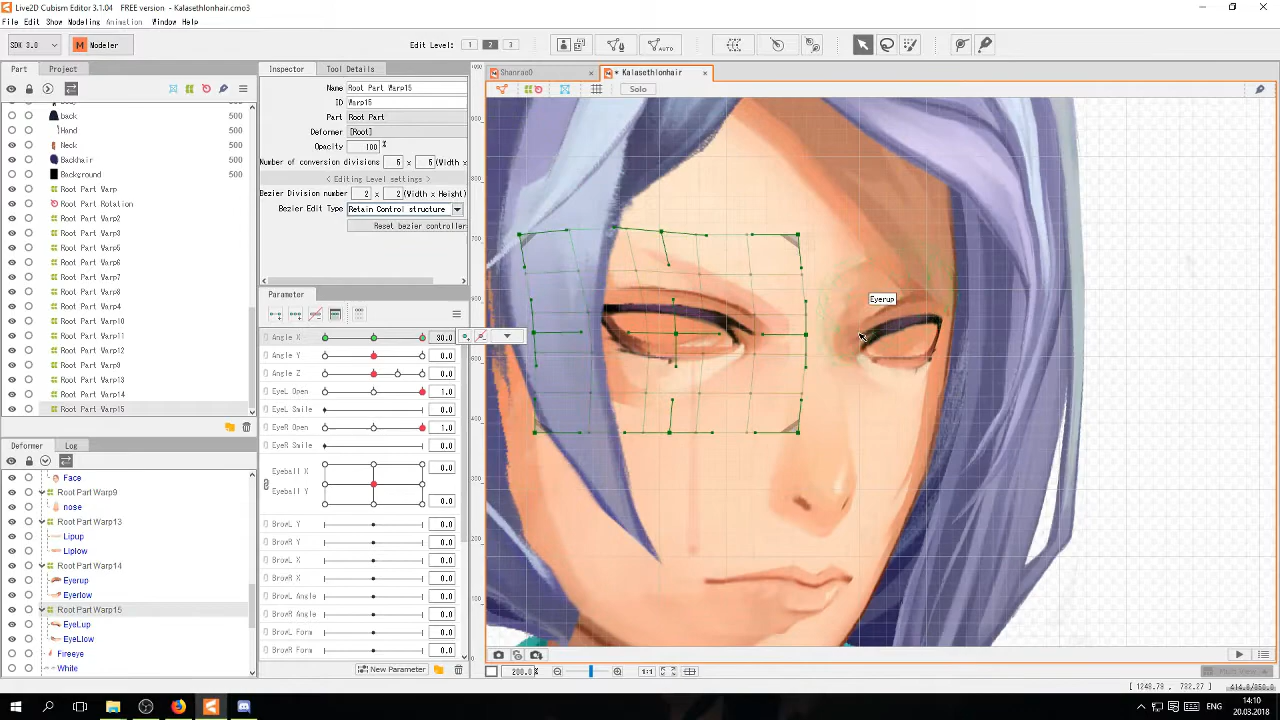 Live2D Cubism Editor 3.1.04 FREE version - Kalasethlonhair.cmo3
File Edit Show Modeling Animation Window Help
SDK 3.0
Modeler
Edit Level: 1 2 3
AUTO
Part Project
back 500
Hand 500
Neck 500
Backhair 500
Background 500
Root Part Warp
Root Part Rotation
Root Part Warp2
Root Part Warp3
Root Part Warp5
Root Part Warp6
Root Part Warp7
Root Part Warp8
Root Part Warp4
Root Part Warp10
Root Part Warp11
Root Part Warp12
Root Part Warp9
Root Part Warp13
Root Part Warp14
Root Part Warp15
Deformer Log
Face
Root Part Warp9
nose
Root Part Warp13
Lipup
Liplow
Root Part Warp14
Eyerup
Eyerlow
Root Part Warp15
EyeLup
EyeLlow
Fireeye
White
Inspector Tool Details
Name Root Part Warp15
ID Warp15
Part Root Part
Deformer [Root]
Opacity 100
Number of conversion divisions 5 x 5 (Width x
< Editing Level settings >
Bezier Division number 2 x 2 (Width x Height)
Bezier Edit Type Retain Control structure
Reset bezier controller
Parameter
Angle X 30.0
Angle Y 0.0
Angle Z 0.0
EyeL Open 1.0
EyeL Smile 0.0
EyeR Open 1.0
EyeR Smile 0.0
Eyeball X 0.0
Eyeball Y 0.0
BrowL Y 0.0
BrowR Y 0.0
BrowL X 0.0
BrowR X 0.0
BrowL Angle 0.0
BrowR Angle 0.0
BrowL Form 0.0
BrowR Form 0.0
New Parameter
Shanrao0
* Kalasethlonhair
Solo
Eyerup
200.0
1:1
ENG
14:10
20.03.2018